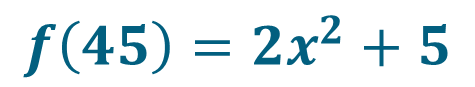 f(45) = 2x² + 5